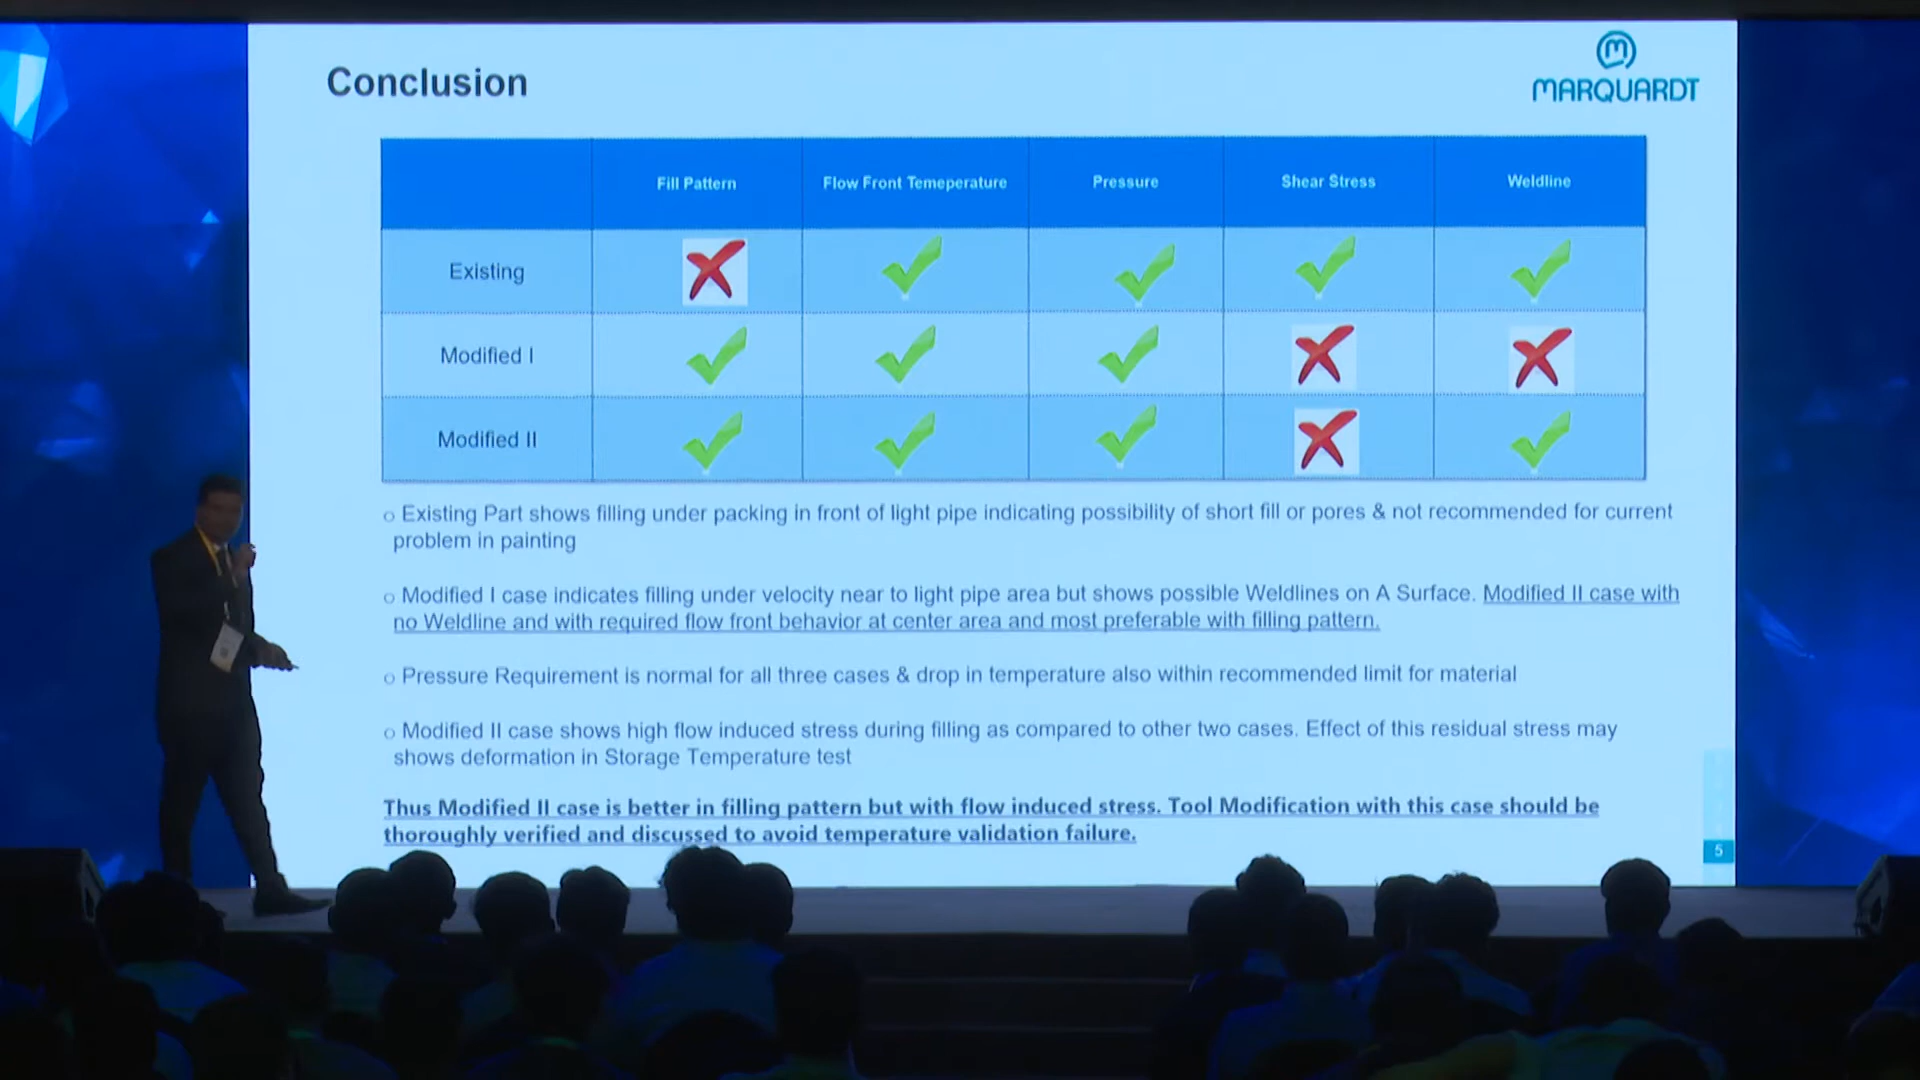 Conclusion
MARQUARDT
Fill Pattern Flow Front Temeperature Pressure Shear Stress Weldline
Existing
Modified I
Modified II
o Existing Part shows filling under packing in front of light pipe indicating possibility of short fill or pores & not recommended for current
problem in painting
o Modified I case indicates filling under velocity near to light pipe area but shows possible Weldlines on A Surface. Modified II case with
no Weldline and with required flow front behavior at center area and most preferable with filling pattern.
o Pressure Requirement is normal for all three cases & drop in temperature also within recommended limit for material
o Modified II case shows high flow induced stress during filling as compared to other two cases. Effect of this residual stress may
shows deformation in Storage Temperature test
Thus Modified II case is better in filling pattern but with flow induced stress. Tool Modification with this case should be
thoroughly verified and discussed to avoid temperature validation failure.
5